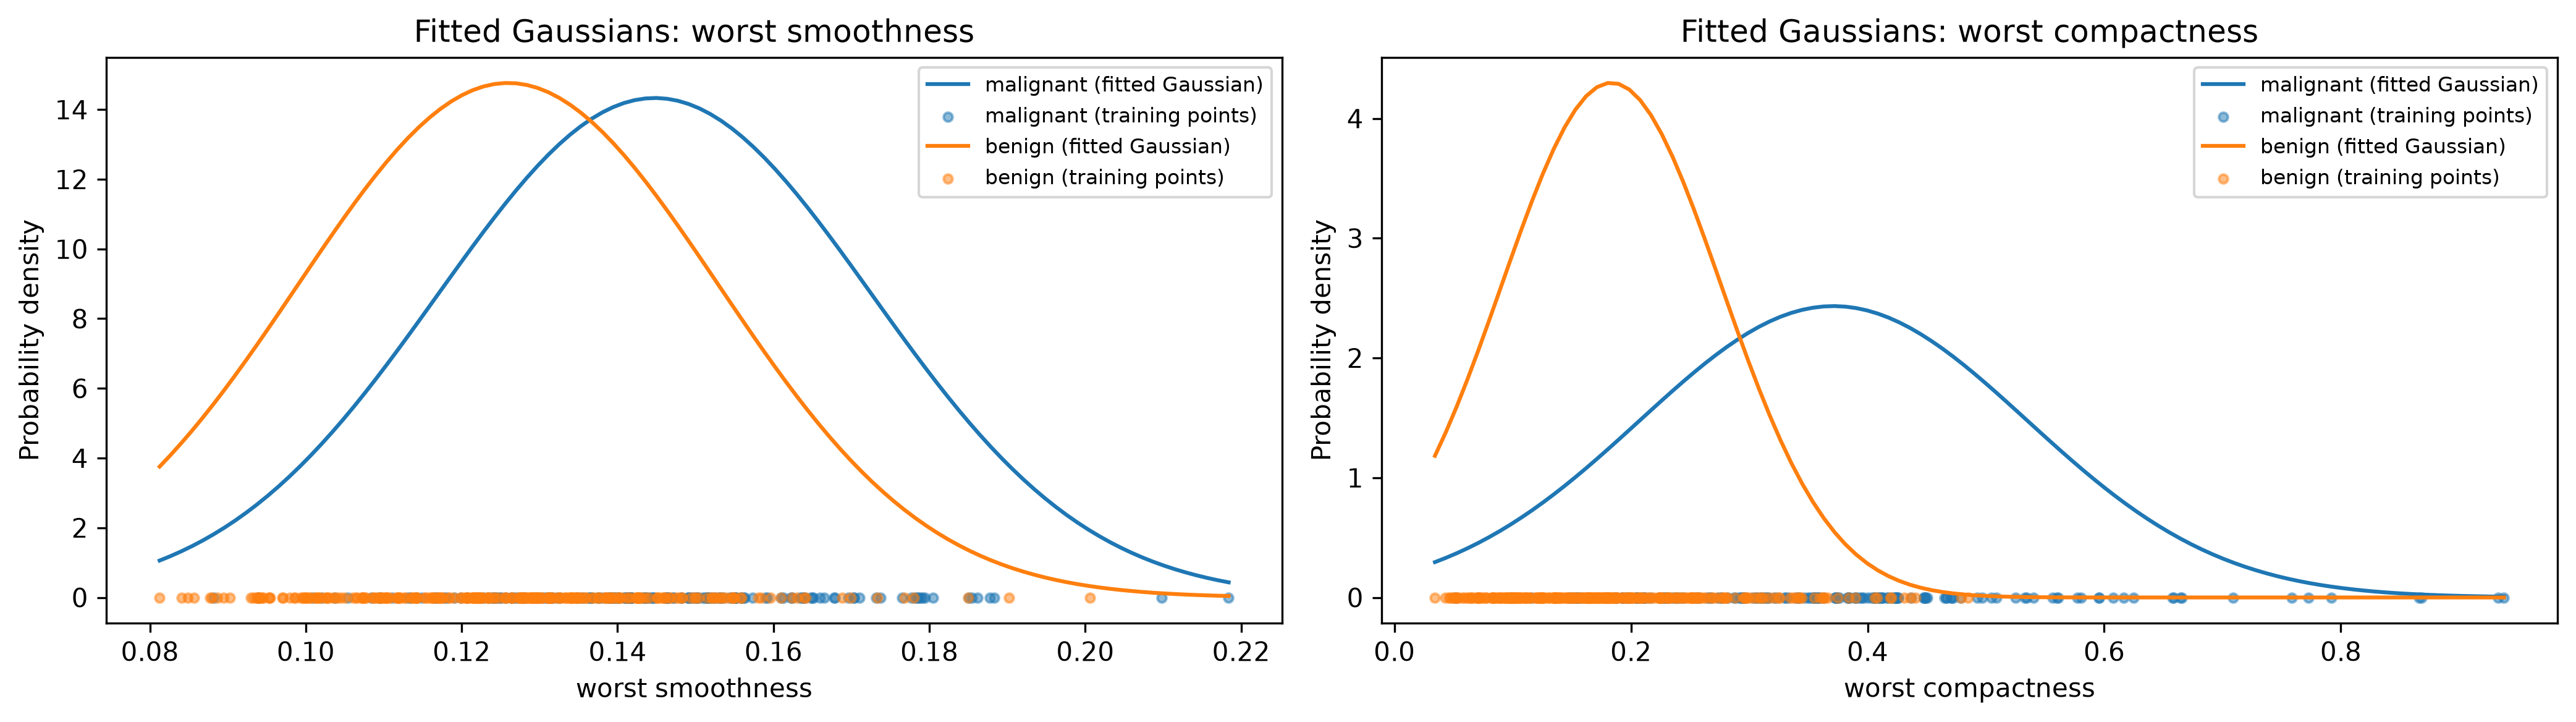 Fitted Gaussians: worst smoothness
Probability density
14
12
10
8
6
4
2
0
0.08 0.10 0.12 0.14 0.16 0.18 0.20 0.22
worst smoothness
malignant (fitted Gaussian)
malignant (training points)
benign (fitted Gaussian)
benign (training points)
Fitted Gaussians: worst compactness
Probability density
4
3
2
1
0
0.0 0.2 0.4 0.6 0.8
worst compactness
malignant (fitted Gaussian)
malignant (training points)
benign (fitted Gaussian)
benign (training points)